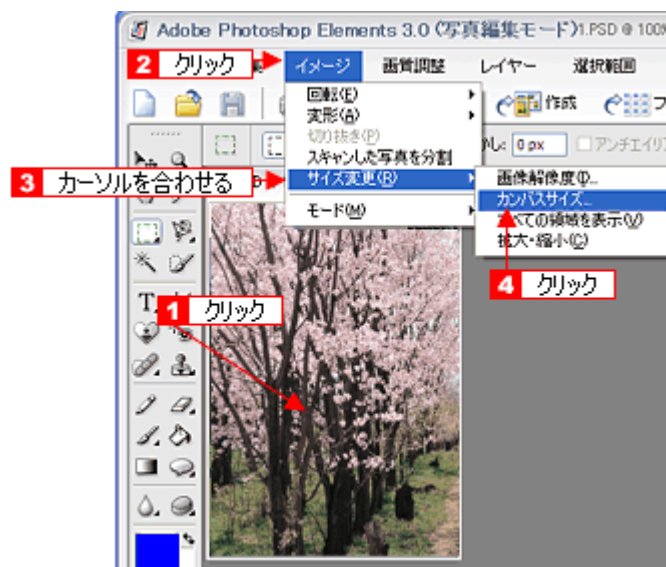 Adobe Photoshop Elements 3.0 (写真編集モード)1.PSD @ 100%
2 クリック
イメージ 画質調整 レイヤー 選択範囲
回転(E)
変形(A)
切り抜き(P)
スキャンした写真を分割
サイズ変更(R)
モード(M)
作成
0 px
アンチエイリア
3 カーソルを合わせる
画像解像度(I)...
カンバスサイズ...
すべての領域を表示(V)
拡大・縮小(C)
4 クリック
1 クリック
T